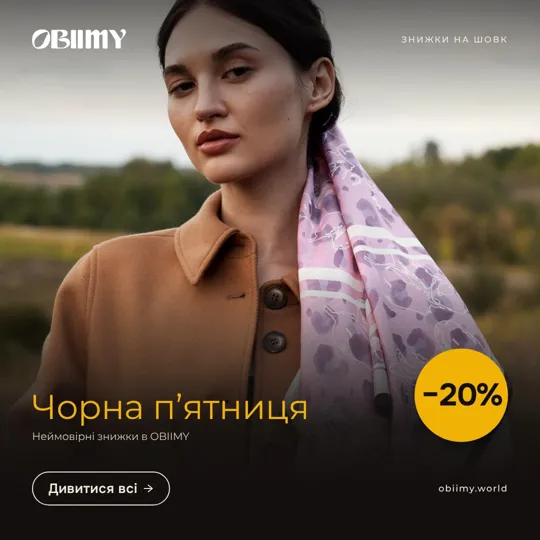 OBIIMY
ЗНИЖКИ НА ШОВК
−20%
Чорна п’ятниця
Неймовірні знижки в OBIIMY
Дивитися всі →
obiimy.world